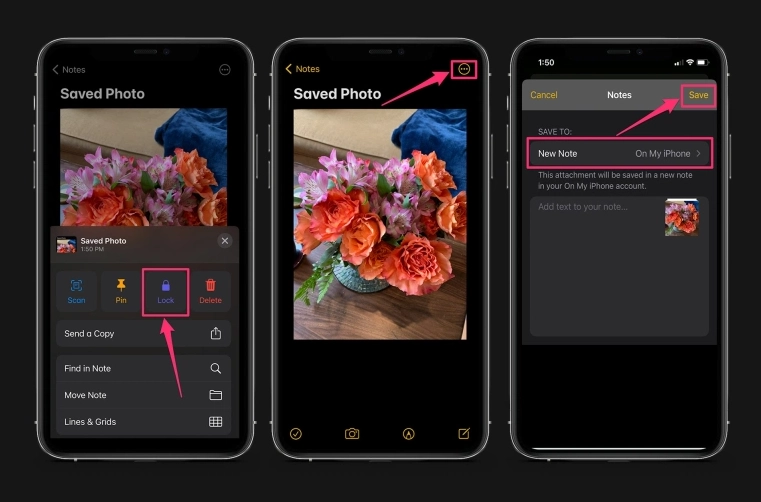 Notes
Saved Photo
Saved Photo
1:50 PM
Scan
Pin
Lock
Delete
Send a Copy
Find in Note
Move Note
Lines & Grids
Notes
Saved Photo
1:50
Cancel
Notes
Save
SAVE TO:
New Note
On My iPhone
This attachment will be saved in a new note
in your On My iPhone account.
Add text to your note...